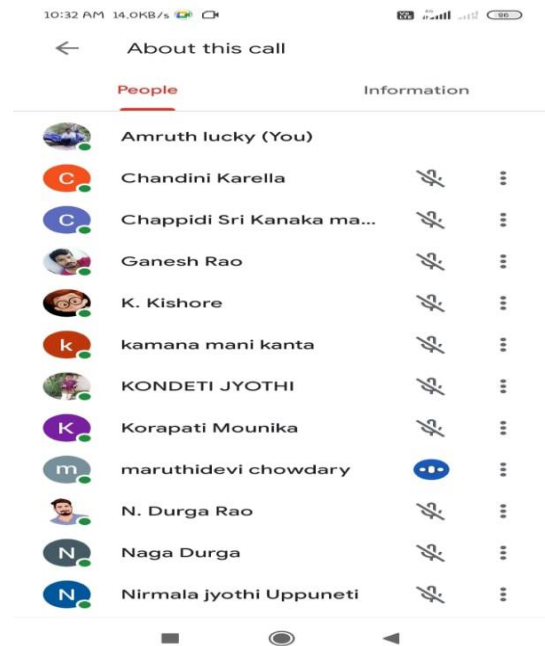 10:32 AM 14.0KB/s
96
About this call
People Information
Amruth lucky (You)
C Chandini Karella
C Chappidi Sri Kanaka ma...
Ganesh Rao
K. Kishore
k kamana mani kanta
KONDETI JYOTHI
K Korapati Mounika
m maruthidevi chowdary
N. Durga Rao
N Naga Durga
N Nirmala jyothi Uppuneti